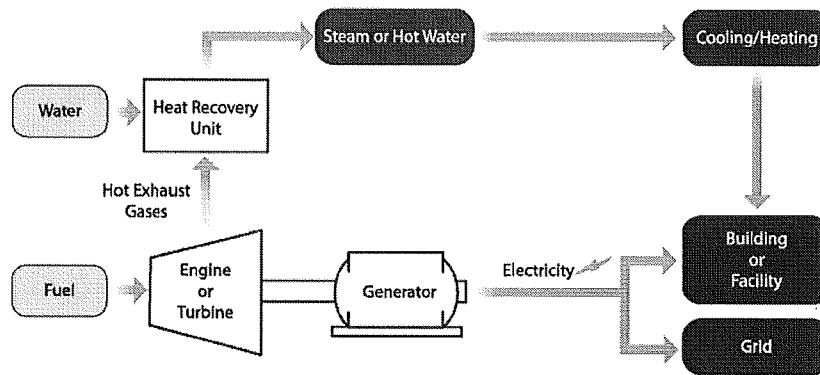 Steam or Hot Water
Cooling/Heating
Water
Heat Recovery
Unit
Hot Exhaust
Gases
Building
or
Facility
Electricity
Engine
or
Turbine
Generator
Fuel
Grid